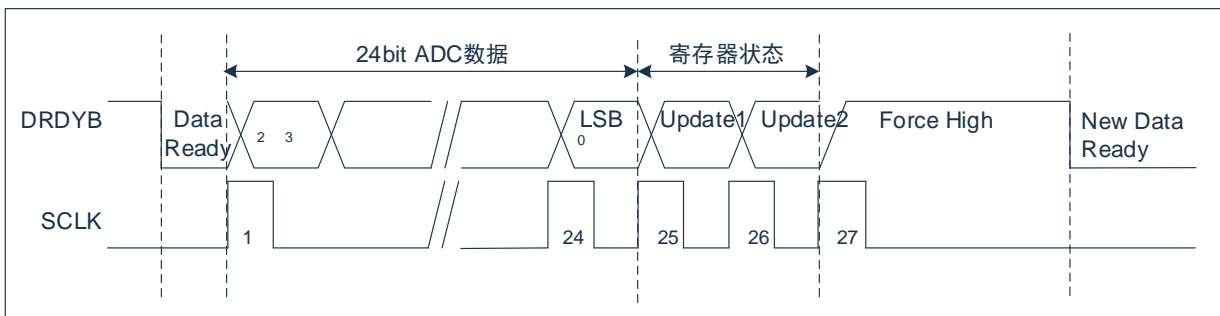 24bit ADC数据 寄存器状态
DRDYB Data Ready 2 3 LSB 0 Update1 Update2 Force High New Data Ready
SCLK 1 24 25 26 27